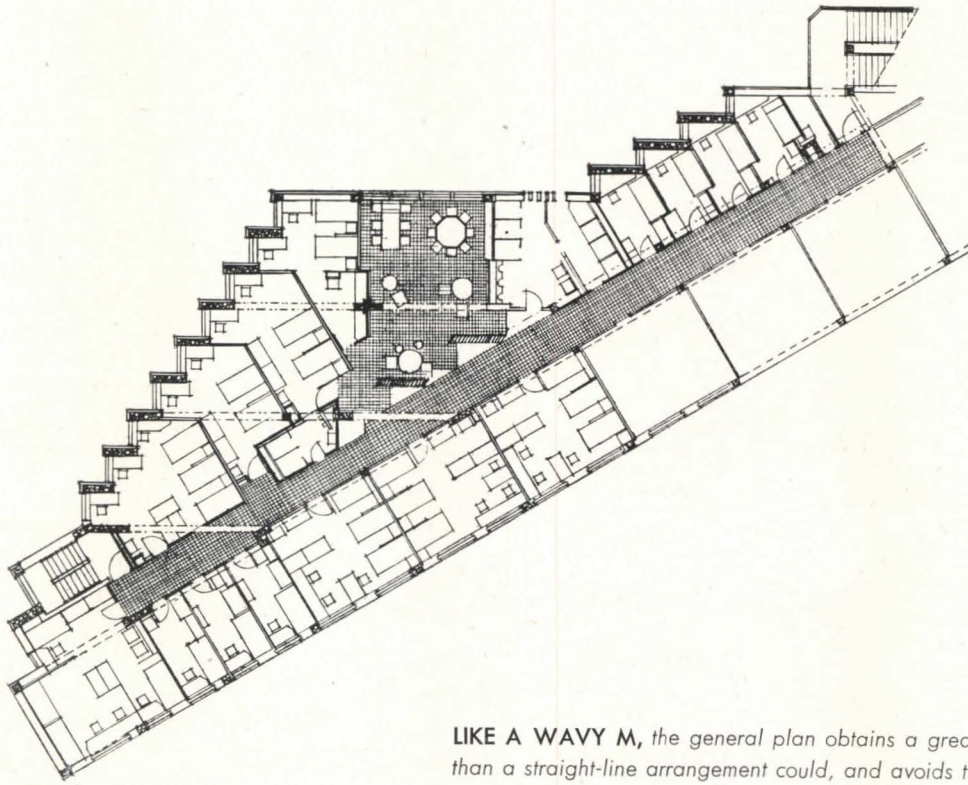 LIKE A WAVY M, the general plan obtains a grea
than a straight-line arrangement could, and avoids t